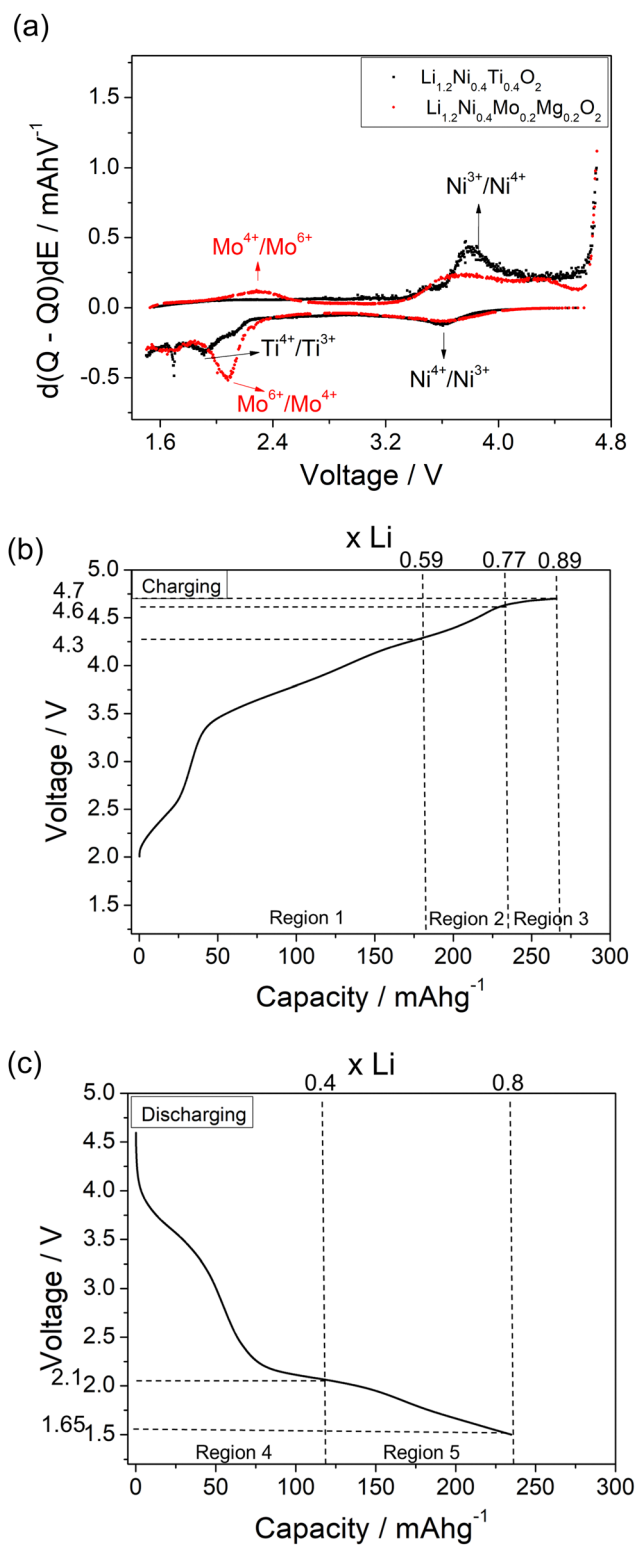 (a)
Li1.2Ni0.4Ti0.4O2
Li1.2Ni0.4Mo0.2Mg0.2O2
d(Q - Q0)dE / mAhV-1
1.5
1.0
0.5
0.0
-0.5
Ni3+/Ni4+
Mo4+/Mo6+
Ti4+/Ti3+
Mo6+/Mo4+
Ni4+/Ni3+
1.6 2.4 3.2 4.0 4.8
Voltage / V
(b)
x Li
0.59 0.77 0.89
Charging
4.7
4.6
4.3
5.0
4.5
4.0
3.5
3.0
2.5
2.0
1.5
Voltage / V
Region 1 Region 2 Region 3
0 50 100 150 200 250 300
Capacity / mAhg-1
(c)
x Li
0.4 0.8
Discharging
5.0
4.5
4.0
3.5
3.0
2.5
2.1
2.0
1.65
1.5
Voltage / V
Region 4 Region 5
0 50 100 150 200 250 300
Capacity / mAhg-1